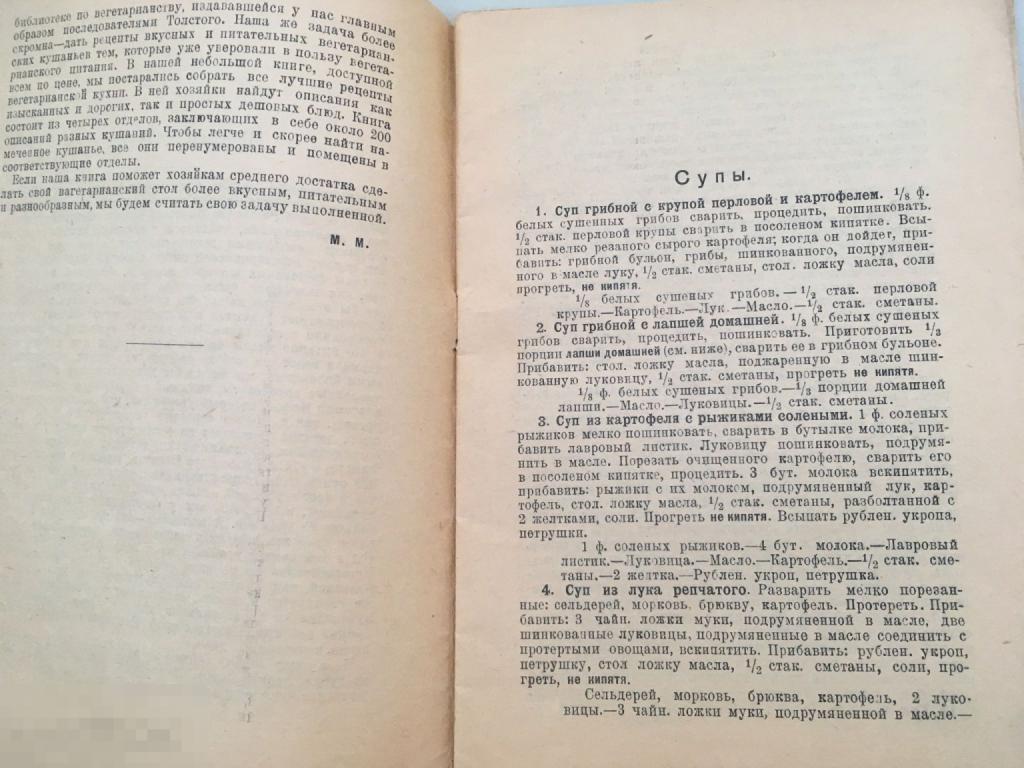 библиотеке по вегетарианству, издававшейся у нас главным
образом последователями Толстого. Наша же задача более
скромна—дать рецепты вкусных и питательных вегетариан-
ских кушаньев тем, которые уже уверовали в пользу вегета-
рианского питания. В нашей небольшой книге, доступной
всем по цене, мы постарались собрать все лучшие рецепты
вегетарианской кухни. В ней хозяйки найдут описания как
изысканных и дорогих, так и простых дешовых блюд. Книга
состоит из четырех отделов, заключающих в себе около 200
описаний разных кушаний. Чтобы легче и скорее найти на-
меченное кушанье, все они перенумерованы и помещены в
соответствующие отделы.
Если наша книга поможет хозяйкам среднего достатка сде-
лать свой вагетарианский стол более вкусным, питательным
и разнообразным, мы будем считать свою задачу выполненной.
М. М.
Супы.
1. Суп грибной с крупой перловой и картофелем. 1/8 ф.
белых сушенных грибов сварить, процедить, пошинковать.
1/2 стак. перловой крупы сварить в посоленом кипятке. Всы-
пать мелко резаного сырого картофеля; когда он дойдет, при-
бавить: грибной бульон, грибы, шинкованного, подрумянен-
ного в масле луку, 1/2 стак. сметаны, стол. ложку масла, соли
прогреть, не кипятя.
1/8 белых сушеных грибов.—1/2 стак. перловой
крупы.—Картофель.—Лук.—Масло.—1/2 стак. сметаны.
2. Суп грибной с лапшей домашней. 1/8 ф. белых сушеных
грибов сварить, процедить, пошинковать. Приготовить 1/3
порции лапши домашней (см. ниже), сварить ее в грибном бульоне.
Прибавить: стол. ложку масла, поджаренную в масле шин-
кованную луковицу, 1/2 стак. сметаны, прогреть не кипятя.
1/8 ф. белых сушеных грибов.—1/3 порции домашней
лапши.—Масло.—Луковицы.—1/2 стак. сметаны.
3. Суп из картофеля с рыжиками солеными. 1 ф. соленых
рыжиков мелко пошинковать, сварить в бутылке молока, при-
бавить лавровый листик. Луковицу пошинковать, подрумя-
нить в масле. Порезать очищенного картофелю, сварить его
в посоленом кипятке, процедить. 3 бут. молока вскипятить,
прибавить: рыжики с их молоком, подрумянный лук, кар-
тофель, стол. ложку масла, 1/2 стак. сметаны, разболтанной с
2 желтками, соли. Прогреть не кипятя. Всыпать рублен. укропа,
петрушки.
1 ф. соленых рыжиков.—4 бут. молока.—Лавровый
листик.—Луковица.—Масло.—Картофель.—1/2 стак. сме-
таны.—2 желтка.—Рублен. укроп, петрушка.
4. Суп из лука репчатого. Разварить мелко порезан-
ные: сельдерей, морковь, брюкву, картофель. Протереть. При-
бавить: 3 чайн. ложки муки, подрумяненной в масле, две
шинкованные луковицы, подрумяненные в масле соединить с
протертыми овощами, вскипятить. Прибавить: рублен. укроп,
петрушку, стол ложку масла, 1/2 стак. сметаны, соли, про-
греть, не кипятя.
Сельдерей, морковь, брюква, картофель, 2 луко-
вицы.—3 чайн. ложки муки, подрумяненной в масле.—